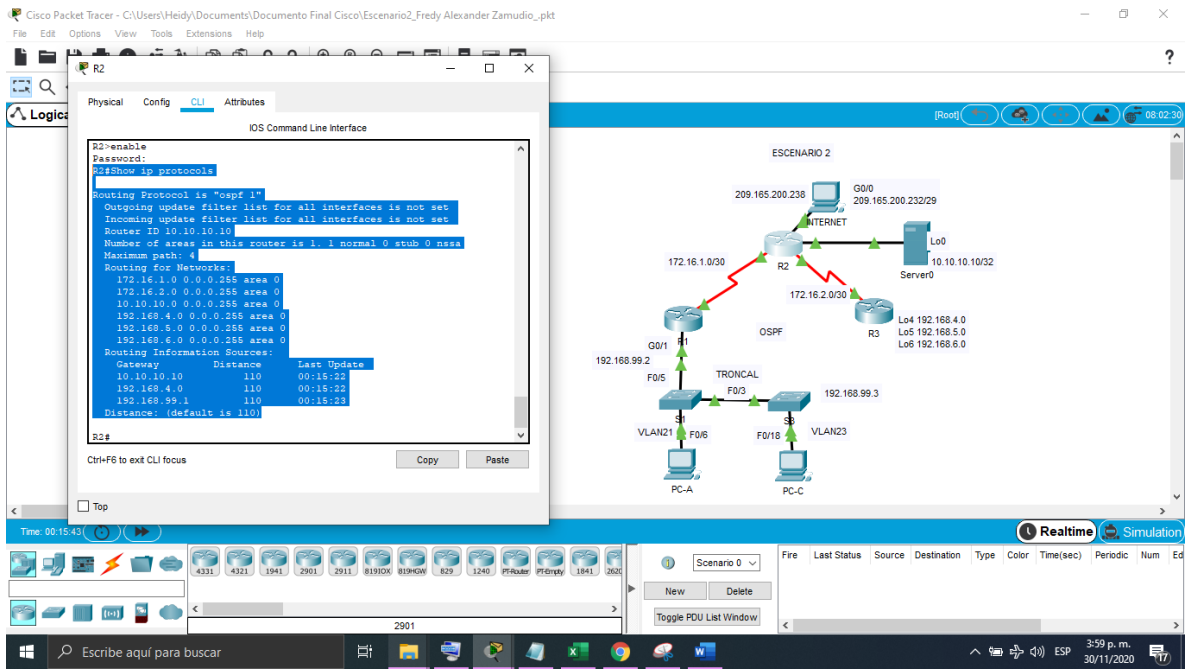 Cisco Packet Tracer - C:\Users\Heidy\Documents\Documento Final Cisco\Escenario2_Fredy Alexander Zamudio_.pkt
File Edit Options View Tools Extensions Help
?
R2
Physical Config CLI Attributes
IOS Command Line Interface
R2>enable
Password:
R2#Show ip protocols
Routing Protocol is "ospf 1"
Outgoing update filter list for all interfaces is not set
Incoming update filter list for all interfaces is not set
Router ID 10.10.10.10
Number of areas in this router is 1. 1 normal 0 stub 0 nssa
Maximum path: 4
Routing for Networks:
172.16.1.0 0.0.0.255 area 0
172.16.2.0 0.0.0.255 area 0
10.10.10.0 0.0.0.255 area 0
192.168.4.0 0.0.0.255 area 0
192.168.5.0 0.0.0.255 area 0
192.168.6.0 0.0.0.255 area 0
Routing Information Sources:
Gateway Distance Last Update
10.10.10.10 110 00:15:22
192.168.4.0 110 00:15:22
192.168.99.1 110 00:15:23
Distance: (default is 110)
R2#
Ctrl+F6 to exit CLI focus
Copy Paste
Top
Logica
[Root]
08:02:30
ESCENARIO 2
209.165.200.238
G0/0
209.165.200.232/29
INTERNET
Lo0
10.10.10.10/32
Server0
172.16.1.0/30
R2
172.16.2.0/30
R3
Lo4 192.168.4.0
Lo5 192.168.5.0
Lo6 192.168.6.0
OSPF
G0/1
R1
192.168.99.2
F0/5
TRONCAL
F0/3
192.168.99.3
S1
S3
VLAN21
F0/6
F0/18
VLAN23
PC-A
PC-C
Time: 00:15:43
Realtime
Simulation
4331 4321 1941 2901 2911 819IOX 819HGW 829 1240 PT-Router PT-Empty 1841 2620
2901
Scenario 0
New Delete
Toggle PDU List Window
Fire Last Status Source Destination Type Color Time(sec) Periodic Num Ed
Escribe aquí para buscar
ESP
3:59 p. m.
30/11/2020
17